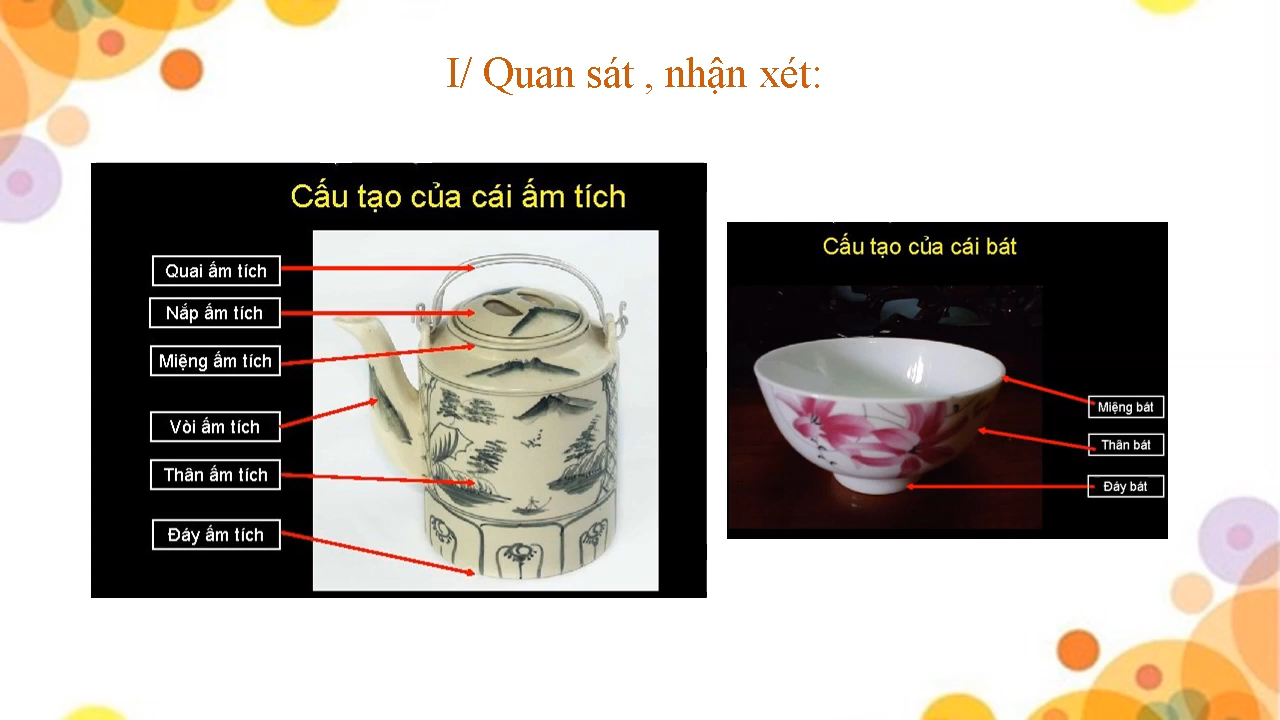 I/ Quan sát , nhận xét:
Cấu tạo của cái ấm tích
Quai ấm tích
Nắp ấm tích
Miệng ấm tích
Vòi ấm tích
Thân ấm tích
Đáy ấm tích
Cấu tạo của cái bát
Miệng bát
Thân bát
Đáy bát